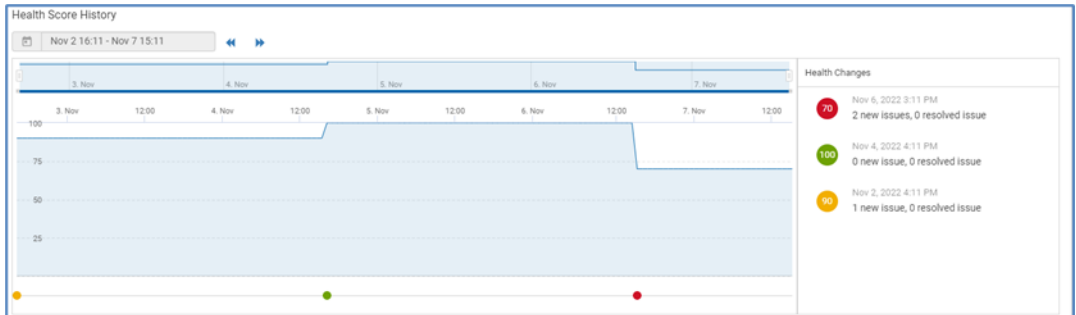 Health Score History
Nov 2 16:11 - Nov 7 15:11
3. Nov 4. Nov 5. Nov 6. Nov 7. Nov
3. Nov 12:00 4. Nov 12:00 5. Nov 12:00 6. Nov 12:00 7. Nov 12:00
100
75
50
25
Health Changes
70
Nov 6, 2022 3:11 PM
2 new issues, 0 resolved issue
100
Nov 4, 2022 4:11 PM
0 new issue, 0 resolved issue
90
Nov 2, 2022 4:11 PM
1 new issue, 0 resolved issue